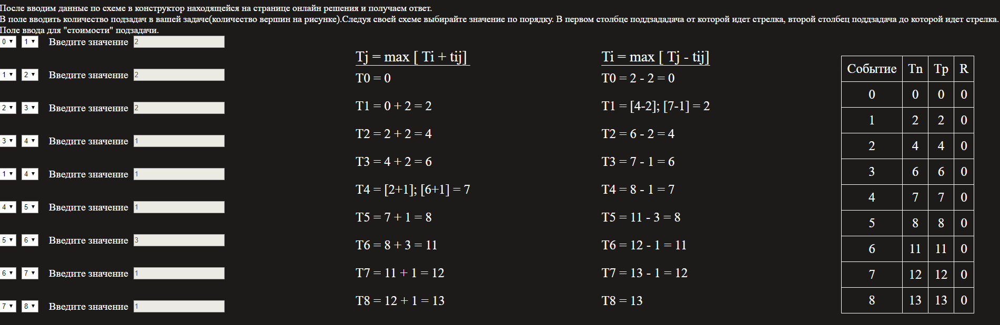 После вводим данные по схеме в конструктор находящейся на странице онлайн решения и получаем ответ.
В поле вводить количество подзадач в вашей задаче(количество вершин на рисунке).Следуя своей схеме выбирайте значение по порядку. В первом столбце поддзададача от которой идет стрелка, второй столбец поддзадача до которой идет стрелка.
Поле ввода для "стоимости" подзадачи.
0 ▼ 1 ▼ Введите значение 2
1 ▼ 2 ▼ Введите значение 2
2 ▼ 3 ▼ Введите значение 2
3 ▼ 4 ▼ Введите значение 1
1 ▼ 4 ▼ Введите значение 1
4 ▼ 5 ▼ Введите значение 1
5 ▼ 6 ▼ Введите значение 3
6 ▼ 7 ▼ Введите значение 1
7 ▼ 8 ▼ Введите значение 1
Tj = max [ Ti + tij]
T0 = 0
T1 = 0 + 2 = 2
T2 = 2 + 2 = 4
T3 = 4 + 2 = 6
T4 = [2+1]; [6+1] = 7
T5 = 7 + 1 = 8
T6 = 8 + 3 = 11
T7 = 11 + 1 = 12
T8 = 12 + 1 = 13
Ti = max [ Tj - tij]
T0 = 2 - 2 = 0
T1 = [4-2]; [7-1] = 2
T2 = 6 - 2 = 4
T3 = 7 - 1 = 6
T4 = 8 - 1 = 7
T5 = 11 - 3 = 8
T6 = 12 - 1 = 11
T7 = 13 - 1 = 12
T8 = 13
Событие Тп Тр R
0 0 0 0
1 2 2 0
2 4 4 0
3 6 6 0
4 7 7 0
5 8 8 0
6 11 11 0
7 12 12 0
8 13 13 0